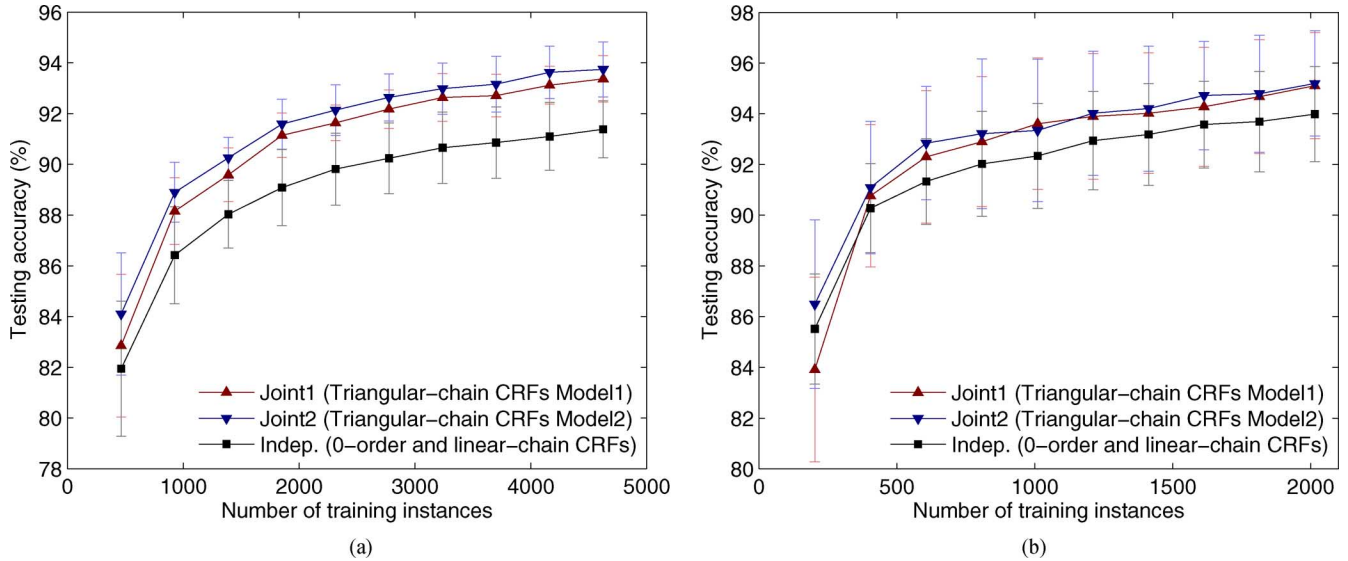 96
94
92
90
88
86
84
82
80
78
Testing accuracy (%)
Joint1 (Triangular−chain CRFs Model1)
Joint2 (Triangular−chain CRFs Model2)
Indep. (0−order and linear−chain CRFs)
0 1000 2000 3000 4000 5000
Number of training instances
(a)
98
96
94
92
90
88
86
84
82
80
Testing accuracy (%)
Joint1 (Triangular−chain CRFs Model1)
Joint2 (Triangular−chain CRFs Model2)
Indep. (0−order and linear−chain CRFs)
0 500 1000 1500 2000
Number of training instances
(b)